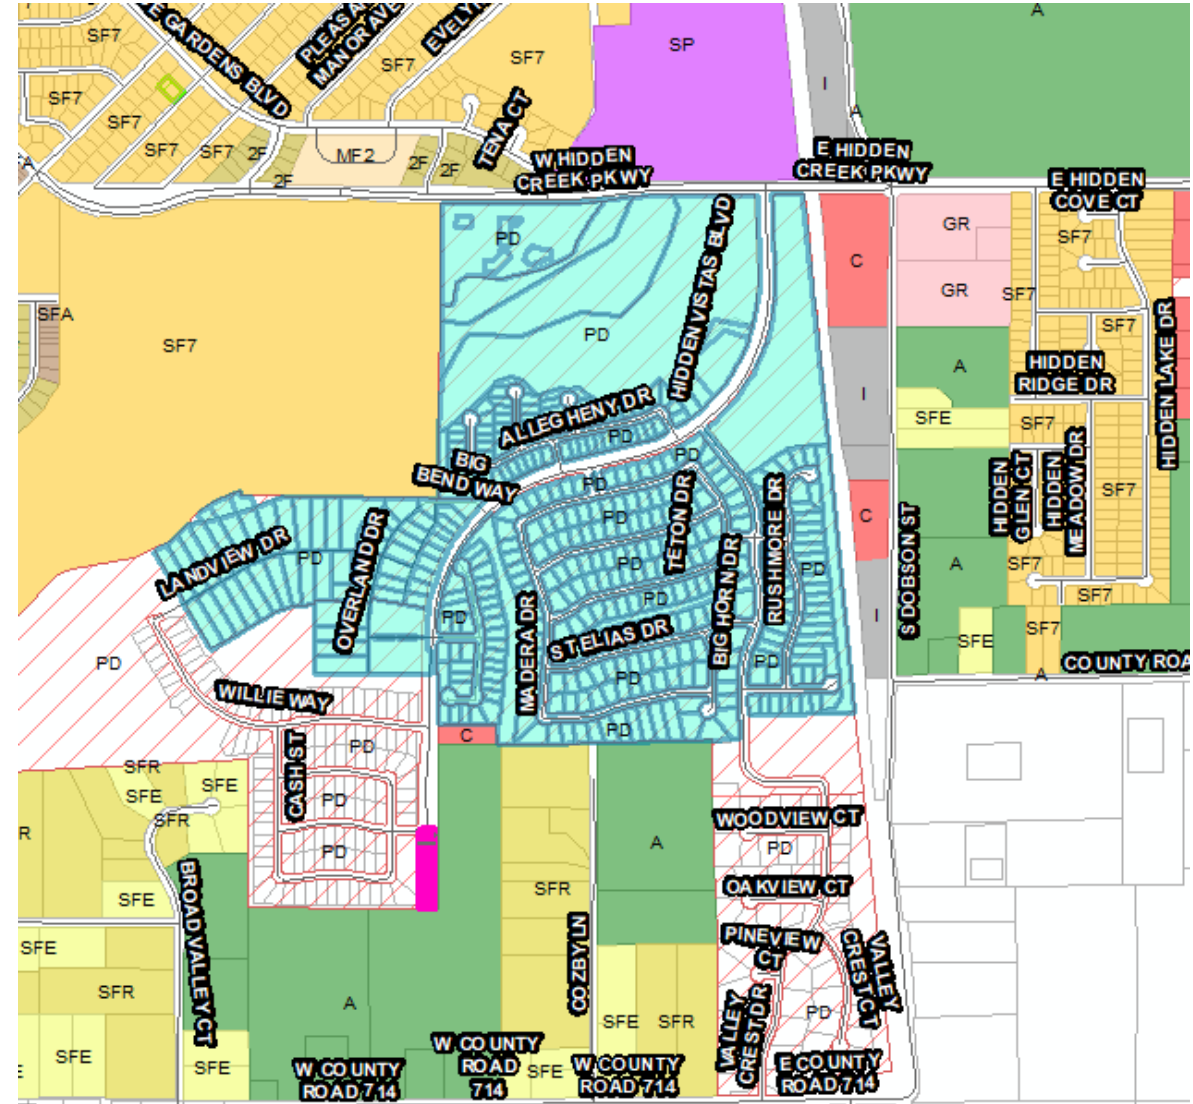 A
SF7
E GARDENS BLVD
PLEASA
MANOR AVE
EVELYN
SF7
SF7
SP
SF7
SF7
SF7
SF7
2F
2F
MF2
2F
2F
TENA CT
W HIDDEN
CREEK PKWY
I
A
E HIDDEN
CREEK PKWY
E HIDDEN
COVE CT
FA
PD
HIDDEN VISTAS BLVD
C
GR
GR
SF7
SF7
SFA
SF7
PD
SF7
HIDDEN LAKE DR
A
HIDDEN
RIDGE DR
I
ALLEGHENY DR
PD
SFE
SF7
BIG
BEND WAY
PD
PD
TETON DR
RUSHMORE DR
HIDDEN
GLEN CT
HIDDEN
MEADOW DR
SF7
C
S DOBSON ST
LANDVIEW DR
PD
OVERLAND DR
PD
PD
PD
A
SF7
SF7
PD
MADERA DR
PD
BIG HORN DR
I
ST ELIAS DR
SFE
SF7
PD
PD
COUNTY ROA
A
PD
WILLIE WAY
PD
C
CASH ST
PD
SFR
SFE
SFE
SFR
PD
R
PD
BROAD VALLEY CT
SFE
A
WOODVIEW CT
PD
SFR
OAKVIEW CT
COZBY LN
PINEVIEW
CT
VALLEY
CREST CT
SFE
SFR
A
VALLEY
CREST DR
PD
SFE
SFR
SFE
SFE
W COUNTY
ROAD 714
W COUNTY
ROAD
714
SFE
W COUNTY
ROAD 714
E COUNTY
ROAD 714